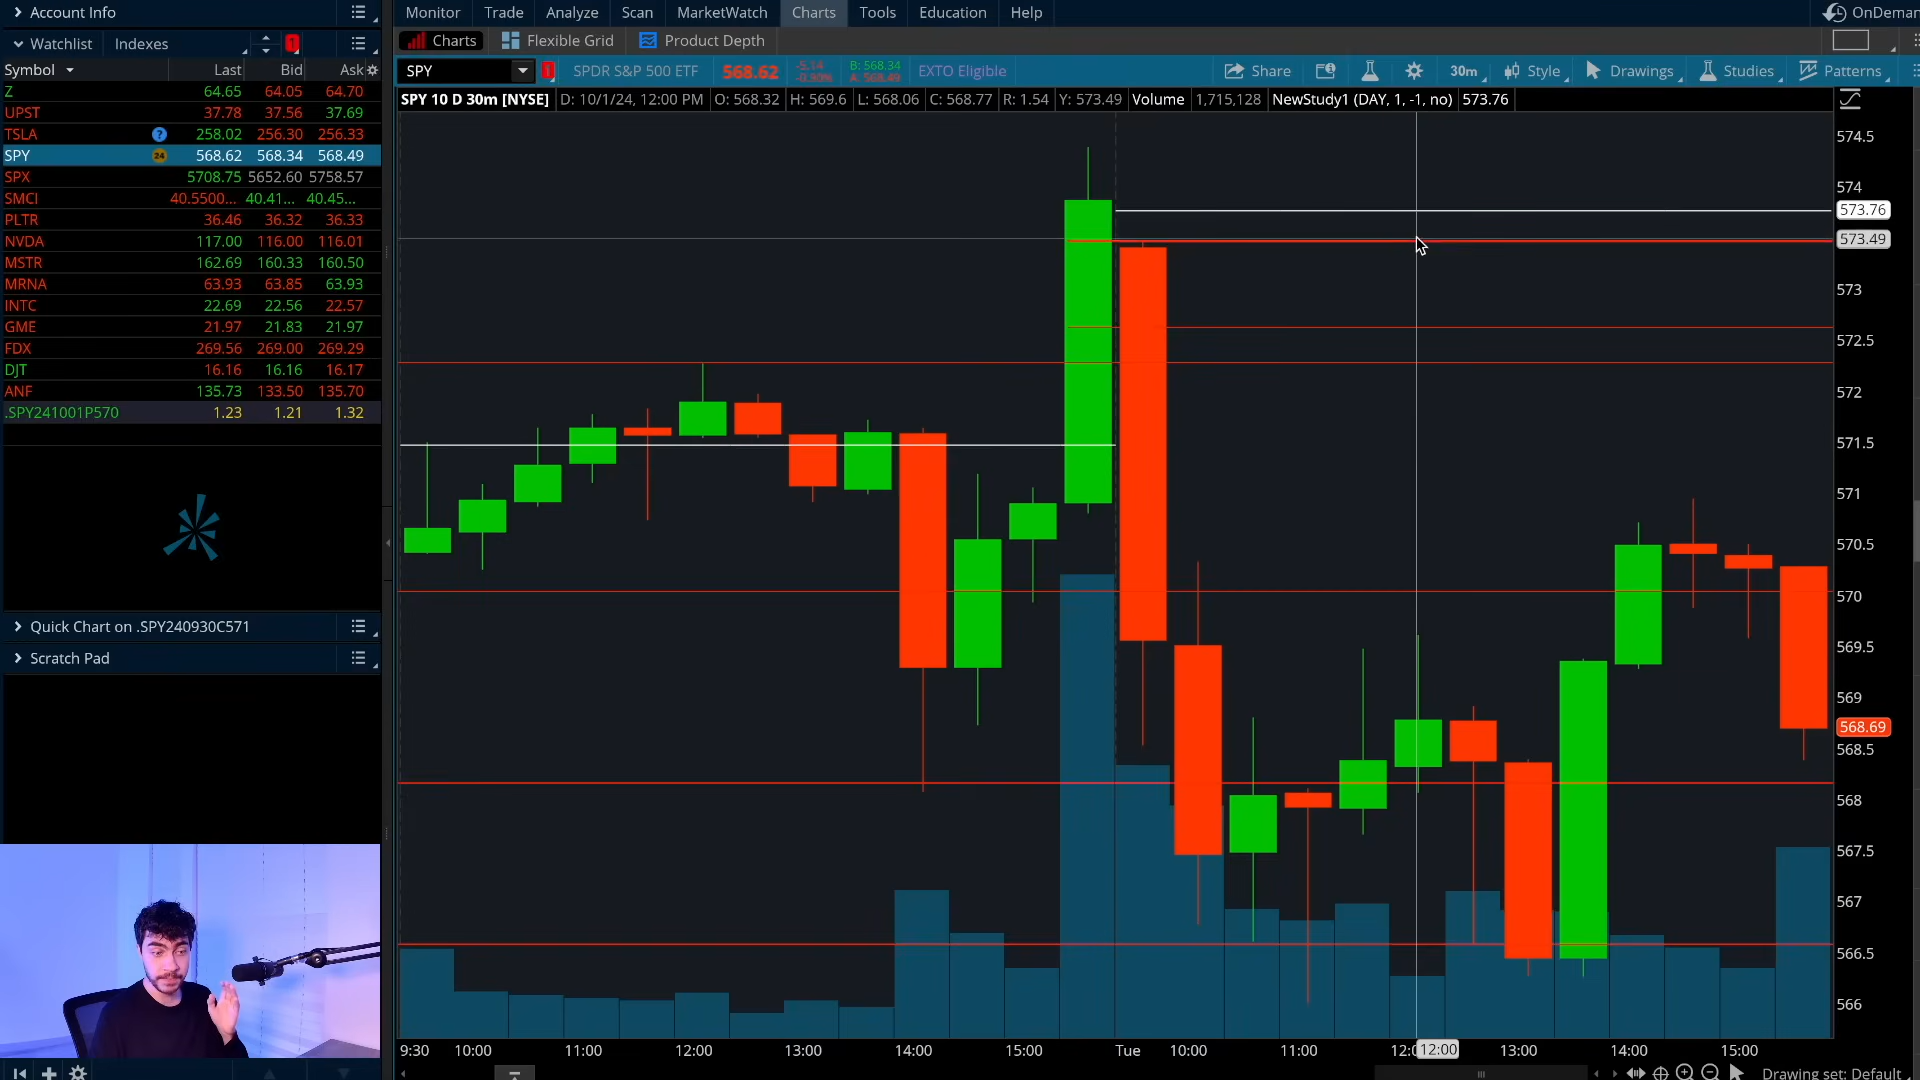 Account Info
Monitor Trade Analyze Scan MarketWatch Charts Tools Education Help
Watchlist Indexes 1
Charts Flexible Grid Product Depth
Symbol Last Bid Ask
SPY 1 SPDR S&P 500 ETF 568.62 -5.14 -0.90% B: 568.34 A: 568.49 EXTO Eligible Share 30m Style Drawings Studies Patterns
SPY 10 D 30m [NYSE] D: 10/1/24, 12:00 PM O: 568.32 H: 569.6 L: 568.06 C: 568.77 R: 1.54 Y: 573.49 Volume 1,715,128 NewStudy1 (DAY, 1, -1, no) 573.76
Z 64.65 64.05 64.70
UPST 37.78 37.56 37.69
TSLA ? 258.02 256.30 256.33
SPY 24 568.62 568.34 568.49
SPX 5708.75 5652.60 5758.57
SMCI 40.5500... 40.41... 40.45...
PLTR 36.46 36.32 36.33
NVDA 117.00 116.00 116.01
MSTR 162.69 160.33 160.50
MRNA 63.93 63.85 63.93
INTC 22.69 22.56 22.57
GME 21.97 21.83 21.97
FDX 269.56 269.00 269.29
DJT 16.16 16.16 16.17
ANF 135.73 133.50 135.70
.SPY241001P570 1.23 1.21 1.32
Quick Chart on .SPY240930C571
Scratch Pad
574.5
574
573.76
573.49
573
572.5
572
571.5
571
570.5
570
569.5
569
568.69
568.5
568
567.5
567
566.5
566
9:30 10:00 11:00 12:00 13:00 14:00 15:00 Tue 10:00 11:00 12:00 13:00 14:00 15:00
Drawing set: Default